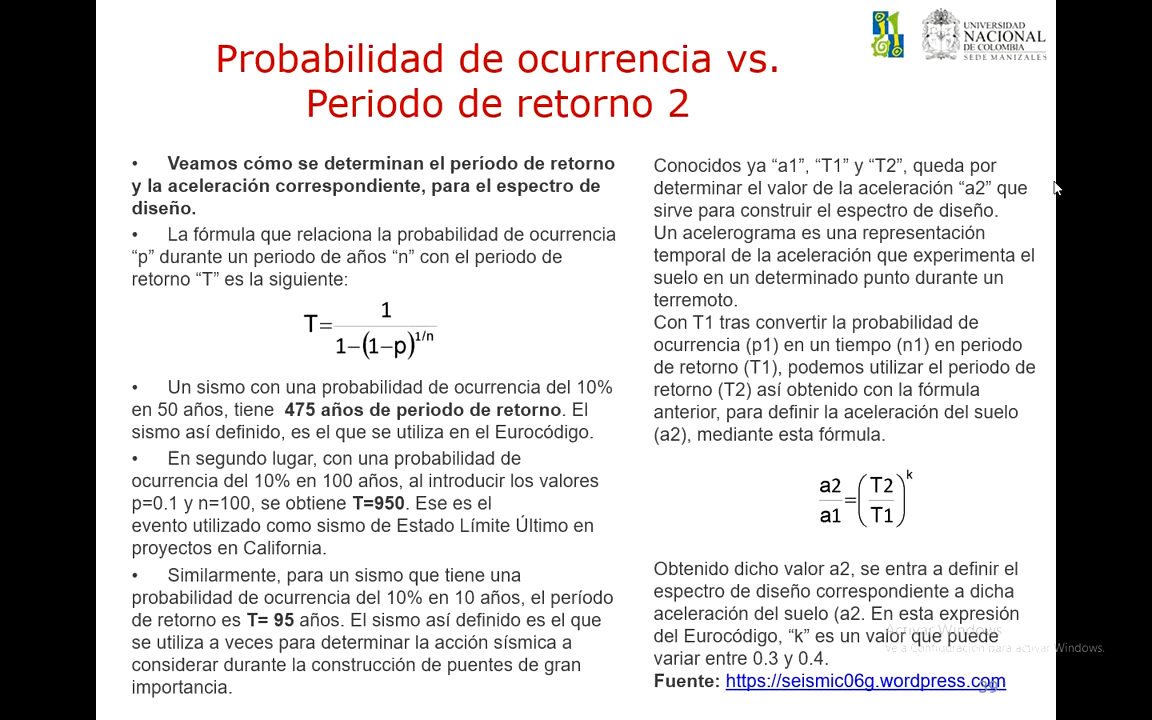 UNIVERSIDAD
NACIONAL
DE COLOMBIA
SEDE MANIZALES
Probabilidad de ocurrencia vs.
Periodo de retorno 2
• Veamos cómo se determinan el período de retorno
y la aceleración correspondiente, para el espectro de
diseño.
• La fórmula que relaciona la probabilidad de ocurrencia
“p” durante un periodo de años “n” con el periodo de
retorno “T” es la siguiente:
T=1/(1−(1−p)^1/n)
• Un sismo con una probabilidad de ocurrencia del 10%
en 50 años, tiene 475 años de periodo de retorno. El
sismo así definido, es el que se utiliza en el Eurocódigo.
• En segundo lugar, con una probabilidad de
ocurrencia del 10% en 100 años, al introducir los valores
p=0.1 y n=100, se obtiene T=950. Ese es el
evento utilizado como sismo de Estado Límite Último en
proyectos en California.
• Similarmente, para un sismo que tiene una
probabilidad de ocurrencia del 10% en 10 años, el período
de retorno es T= 95 años. El sismo así definido es el que
se utiliza a veces para determinar la acción sísmica a
considerar durante la construcción de puentes de gran
importancia.
Conocidos ya “a1”, “T1” y “T2”, queda por
determinar el valor de la aceleración “a2” que
sirve para construir el espectro de diseño.
Un acelerograma es una representación
temporal de la aceleración que experimenta el
suelo en un determinado punto durante un
terremoto.
Con T1 tras convertir la probabilidad de
ocurrencia (p1) en un tiempo (n1) en periodo
de retorno (T1), podemos utilizar el periodo de
retorno (T2) así obtenido con la fórmula
anterior, para definir la aceleración del suelo
(a2), mediante esta fórmula.
a2/a1=(T2/T1)^k
Obtenido dicho valor a2, se entra a definir el
espectro de diseño correspondiente a dicha
aceleración del suelo (a2. En esta expresión
del Eurocódigo, “k” es un valor que puede
variar entre 0.3 y 0.4.
Fuente: https://seismic06g.wordpress.com
39
Activar Windows
Ve a Configuración para activar Windows.